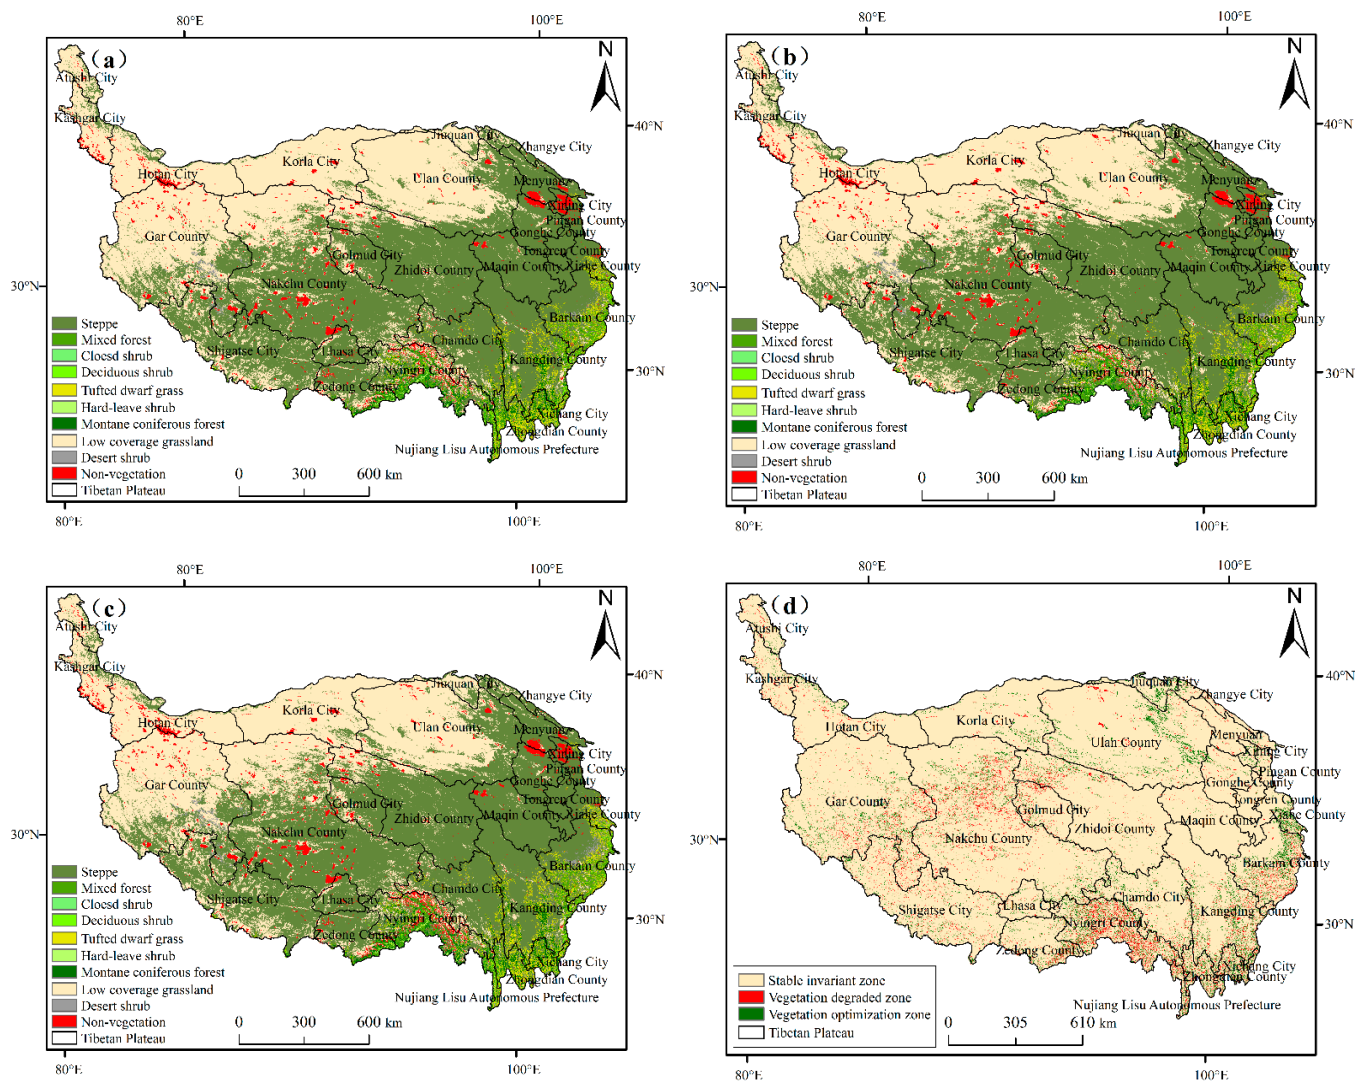 80°E
100°E
(a)
N
Atushi City
Kashgar City
40°N
Jiuquan City
Zhangye City
Korla City
Hotan City
Ulan County
Menyuan
Xining City
Pingan County
Gonghe County
Gar County
Tongren County
Golmud City
Zhidoi County
Maqin County
Xiahe County
30°N
Nakchu County
Barkam County
Steppe
Mixed forest
Cloesd shrub
Deciduous shrub
Tufted dwarf grass
Hard-leave shrub
Montane coniferous forest
Low coverage grassland
Desert shrub
Non-vegetation
Tibetan Plateau
Chamdo City
Shigatse City
Lhasa City
Kangding County
30°N
Nyingri County
Zedong County
Xichang City
Zhongdian County
Nujiang Lisu Autonomous Prefecture
0 300 600 km
80°E
100°E
80°E
100°E
(b)
N
Atushi City
Kashgar City
40°N
Jiuquan City
Zhangye City
Korla City
Hotan City
Ulan County
Menyuan
Xining City
Pingan County
Gonghe County
Gar County
Tongren County
Golmud City
Zhidoi County
Maqin County
Xiahe County
30°N
Nakchu County
Barkam County
Steppe
Mixed forest
Cloesd shrub
Deciduous shrub
Tufted dwarf grass
Hard-leave shrub
Montane coniferous forest
Low coverage grassland
Desert shrub
Non-vegetation
Tibetan Plateau
Chamdo City
Shigatse City
Lhasa City
Kangding County
30°N
Nyingri County
Zedong County
Xichang City
Zhongdian County
Nujiang Lisu Autonomous Prefecture
0 300 600 km
80°E
100°E
80°E
100°E
(c)
N
Atushi City
Kashgar City
40°N
Jiuquan City
Zhangye City
Korla City
Hotan City
Ulan County
Menyuan
Xining City
Pingan County
Gonghe County
Gar County
Tongren County
Golmud City
Zhidoi County
Maqin County
Xiahe County
30°N
Nakchu County
Barkam County
Steppe
Mixed forest
Cloesd shrub
Deciduous shrub
Tufted dwarf grass
Hard-leave shrub
Montane coniferous forest
Low coverage grassland
Desert shrub
Non-vegetation
Tibetan Plateau
Chamdo City
Shigatse City
Lhasa City
Kangding County
30°N
Nyingri County
Zedong County
Xichang City
Zhongdian County
Nujiang Lisu Autonomous Prefecture
0 300 600 km
80°E
100°E
80°E
100°E
(d)
N
Atushi City
Kashgar City
40°N
Jiuquan City
Zhangye City
Korla City
Hotan City
Ulan County
Menyuan
Xining City
Pingan County
Gonghe County
Gar County
Tongren County
Golmud City
Zhidoi County
Maqin County
Xiahe County
30°N
Nakchu County
Barkam County
Chamdo City
Shigatse City
Lhasa City
Kangding County
30°N
Nyingri County
Zedong County
Xichang City
Zhongdian County
Nujiang Lisu Autonomous Prefecture
Stable invariant zone
Vegetation degraded zone
Vegetation optimization zone
Tibetan Plateau
0 305 610 km
80°E
100°E